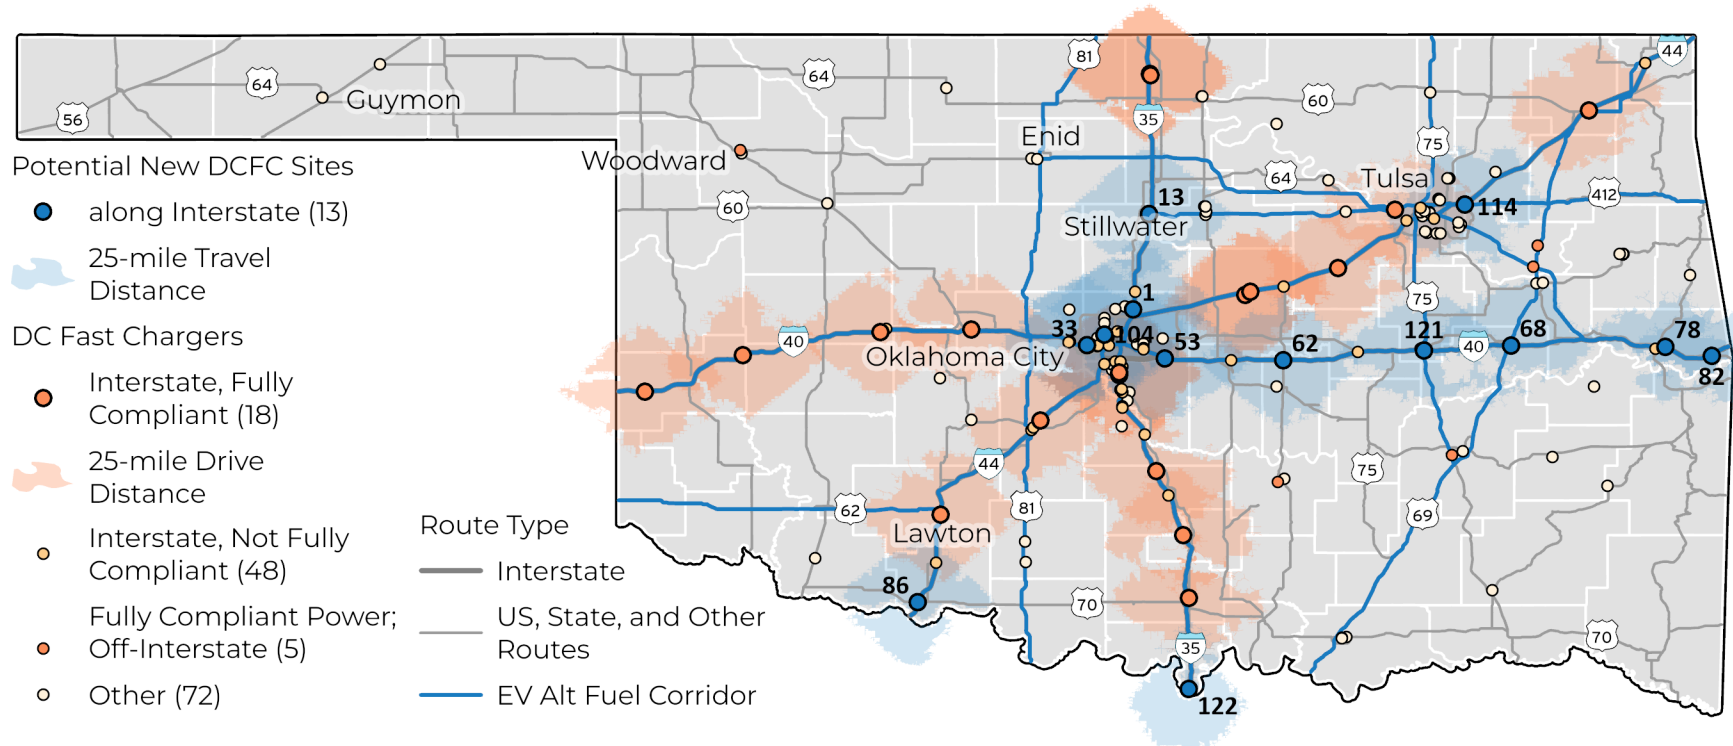 64
56
Guymon
64
81
Enid
35
60
44
75
Woodward
60
64
Tulsa
412
13
Stillwater
114
1
33
104
53
40
Oklahoma City
62
75
121
40
68
78
82
44
62
81
Lawton
75
69
86
70
35
122
70
Potential New DCFC Sites
along Interstate (13)
25-mile Travel
Distance
DC Fast Chargers
Interstate, Fully
Compliant (18)
25-mile Drive
Distance
Interstate, Not Fully
Compliant (48)
Fully Compliant Power;
Off-Interstate (5)
Other (72)
Route Type
Interstate
US, State, and Other
Routes
EV Alt Fuel Corridor